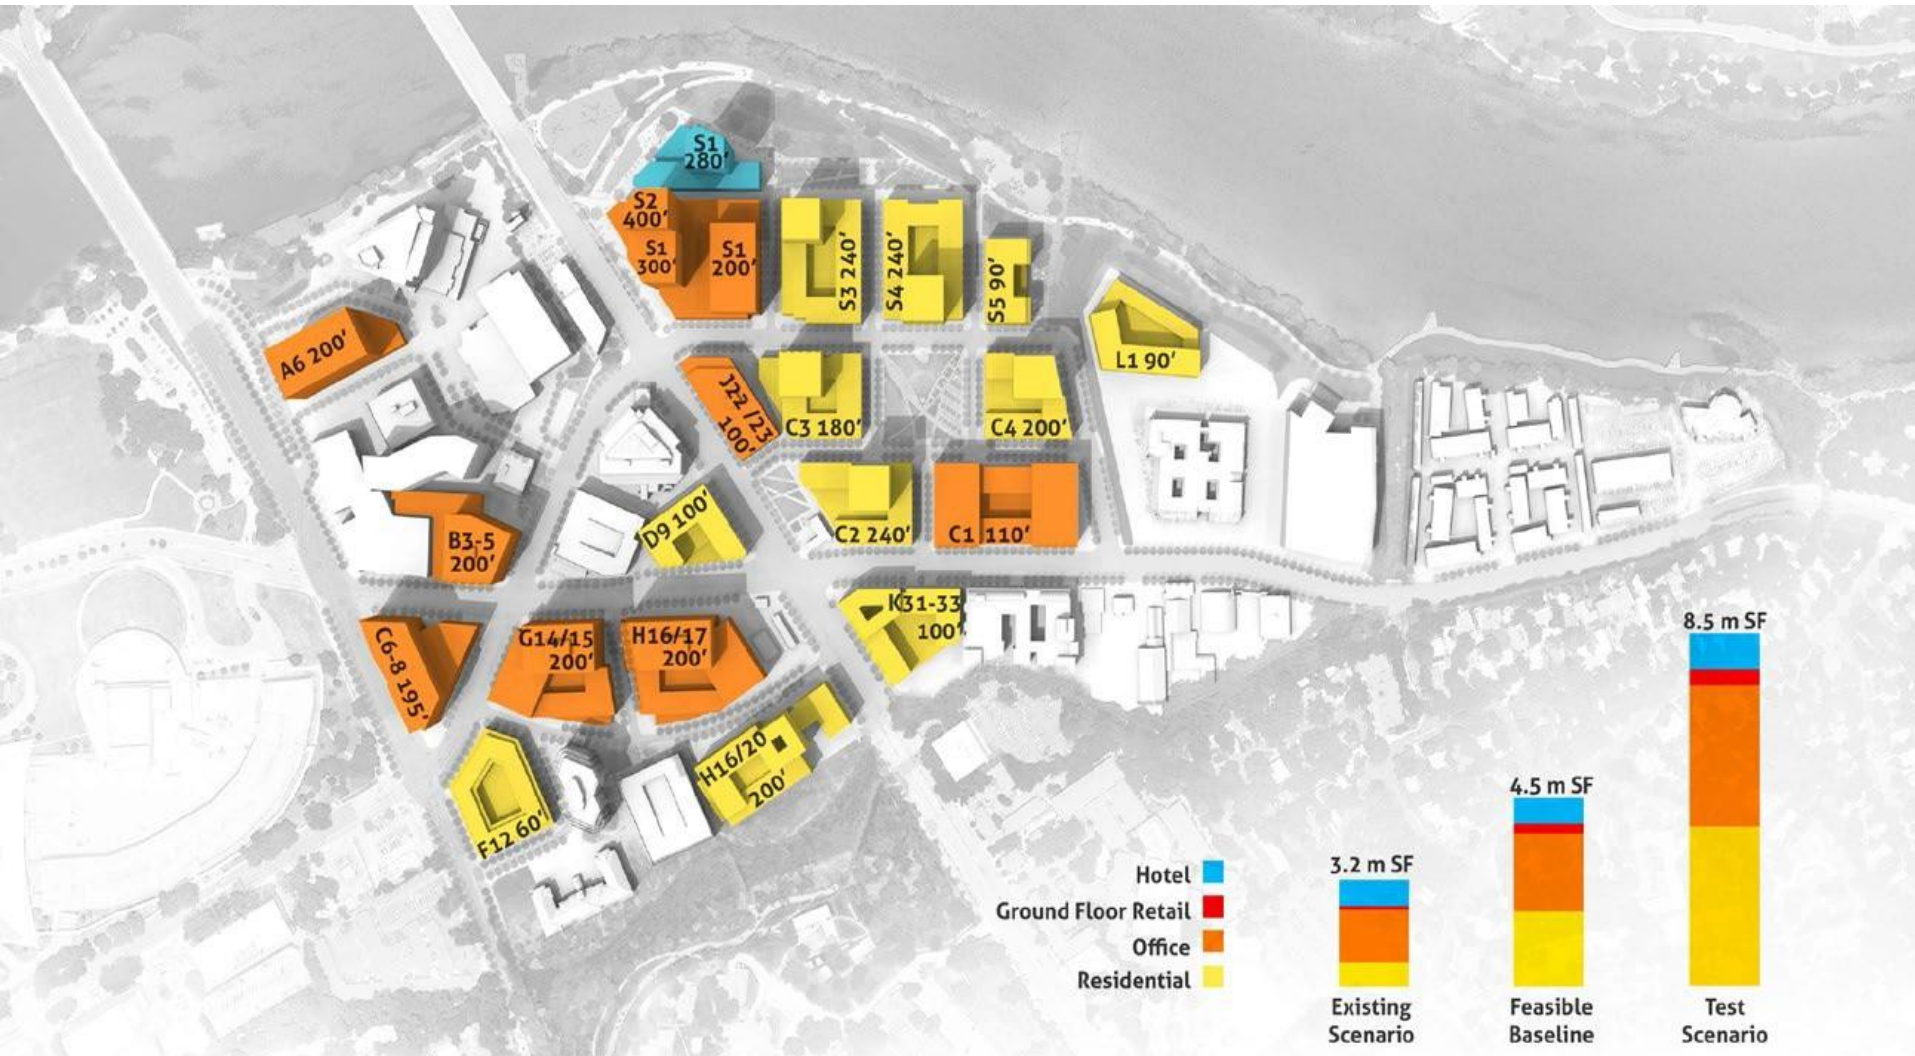 S1
280'
S2
400'
S1
300'
S1
200'
S3 240'
S4 240'
S5 90'
A6 200'
L1 90'
J22 /23
100'
C3 180'
C4 200'
D9 100'
B3-5
200'
C2 240'
C1 110'
K31-33
100'
C6-8 195'
G14/15
200'
H16/17
200'
H16/20
200'
F12 60'
8.5 m SF
4.5 m SF
3.2 m SF
Hotel
Ground Floor Retail
Office
Residential
Existing
Scenario
Feasible
Baseline
Test
Scenario